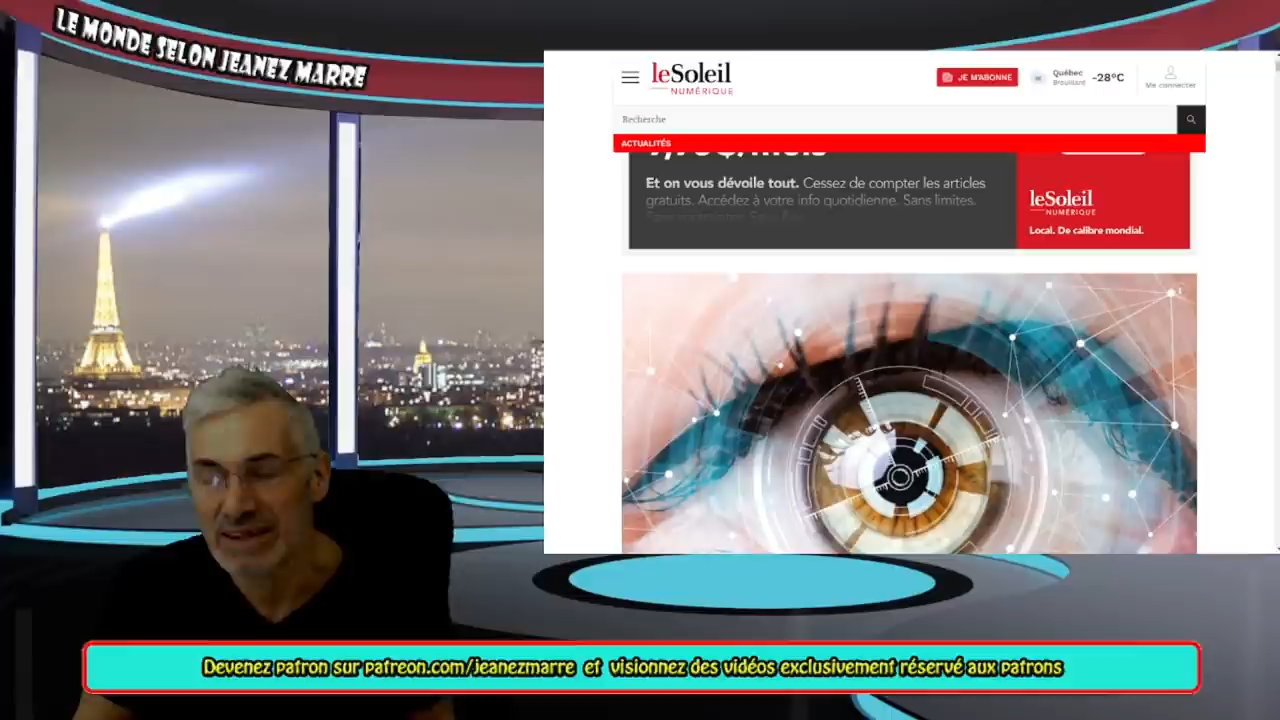 LE MONDE SELON JEANEZ MARRE
leSoleil
NUMÉRIQUE
JE M'ABONNE
Québec
Brouillard
-28°C
Me connecter
Recherche
ACTUALITÉS
Et on vous dévoile tout. Cessez de compter les articles
gratuits. Accédez à votre info quotidienne. Sans limites.
leSoleil
NUMÉRIQUE
Local. De calibre mondial.
Devenez patron sur patreon.com/jeanezmarre et visionnez des vidéos exclusivement réservé aux patrons